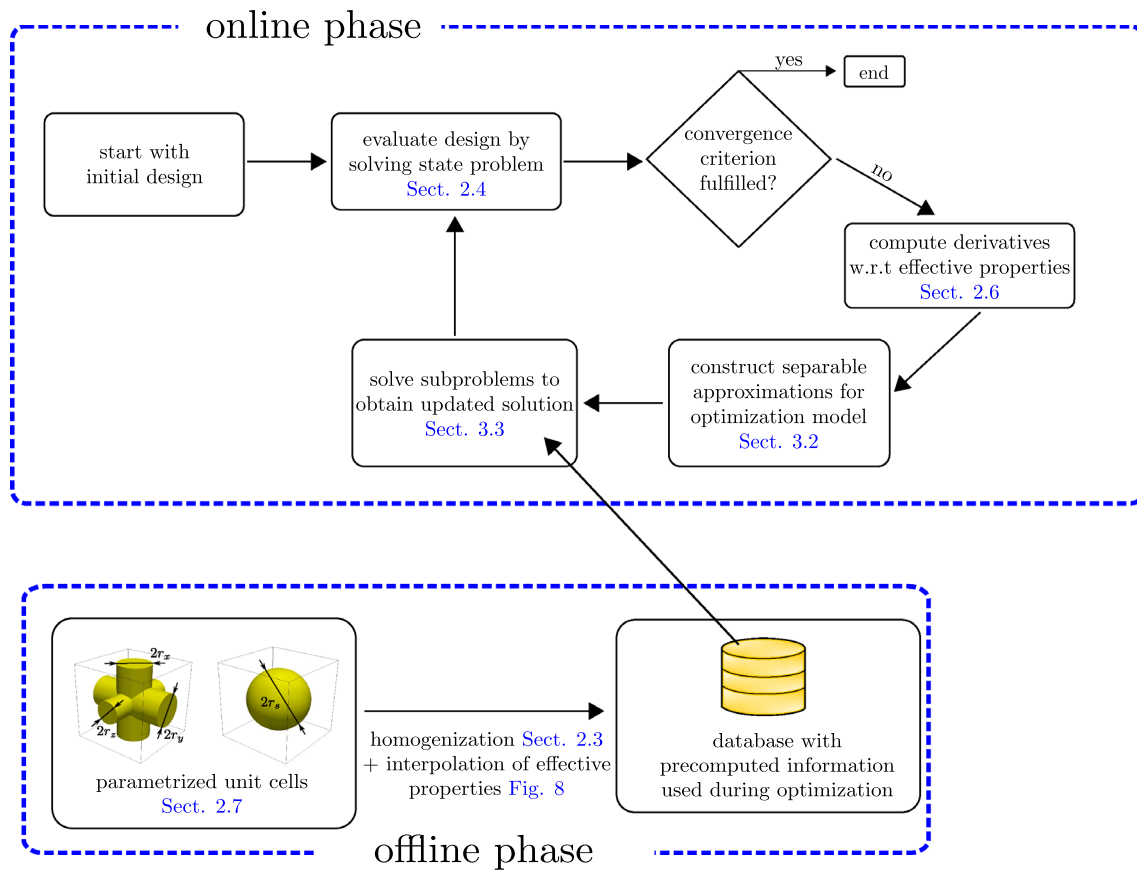 online phase
start with
initial design
evaluate design by
solving state problem
Sect. 2.4
convergence
criterion
fulfilled?
yes
end
no
compute derivatives
w.r.t effective properties
Sect. 2.6
construct separable
approximations for
optimization model
Sect. 3.2
solve subproblems to
obtain updated solution
Sect. 3.3
2r_x
2r_z
2r_y
2r_s
parametrized unit cells
Sect. 2.7
homogenization Sect. 2.3
+ interpolation of effective
properties Fig. 8
database with
precomputed information
used during optimization
offline phase